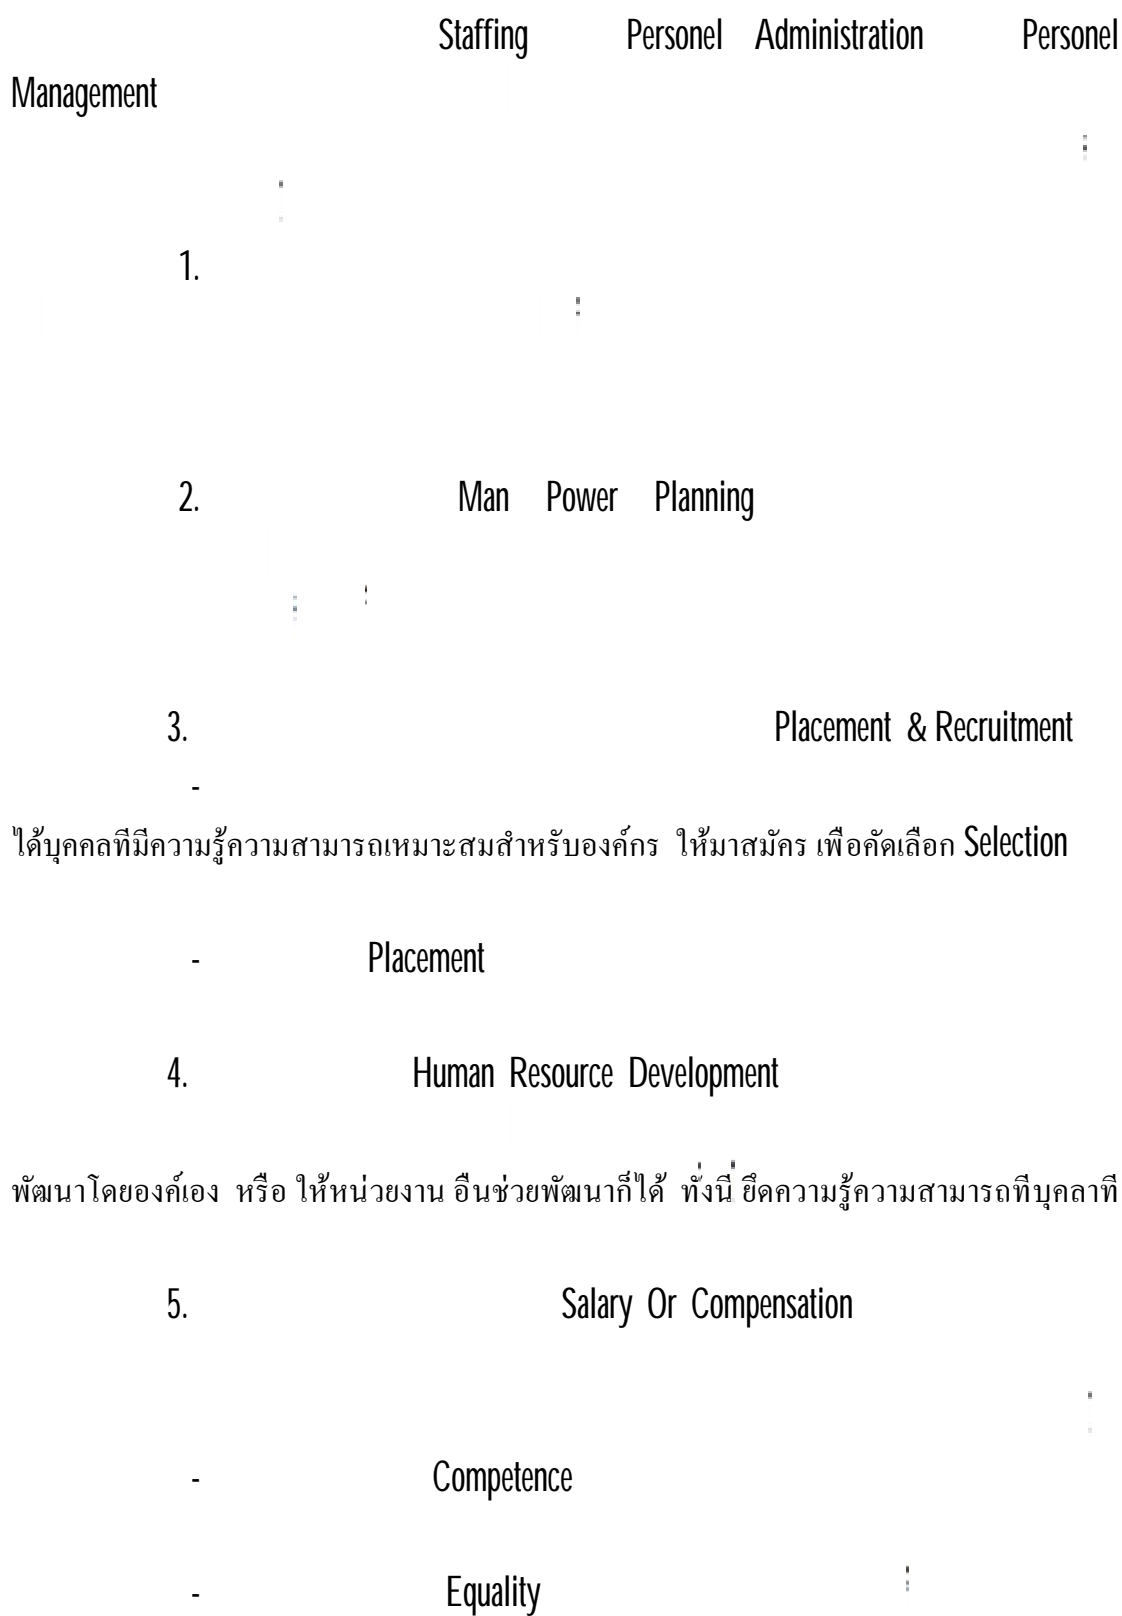 Staffing Personel Administration Personel
Management
1.
2. Man Power Planning
3. Placement & Recruitment
-
ได้บุคคลทีมีความรู้ความสามารถเหมาะสมสำหรับองค์กร ให้มาสมัคร เพือคัดเลือก Selection
- Placement
4. Human Resource Development
พัฒนาโดยองค์เอง หรือ ให้หน่วยงาน อืนช่วยพัฒนาก็ได้ ทั่งนี่ ยึดความรู้ความสามารถทีบุคลาที
5. Salary Or Compensation
- Competence
- Equality